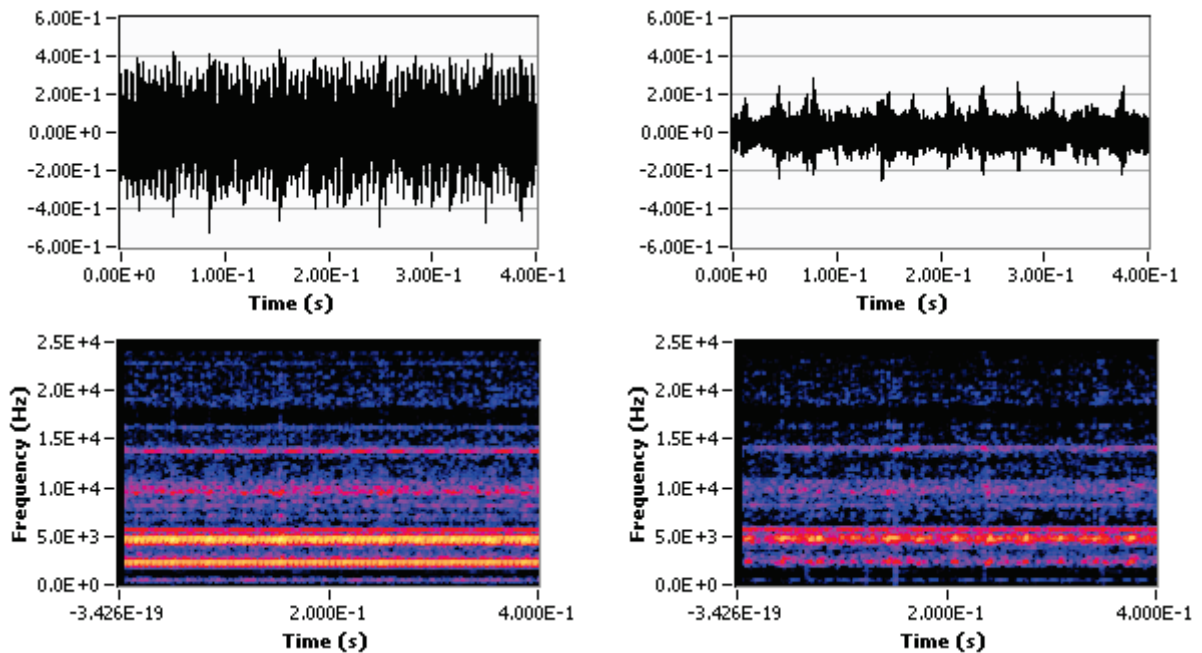 6.00E-1
4.00E-1
2.00E-1
0.00E+0
-2.00E-1
-4.00E-1
-6.00E-1
0.00E+0 1.00E-1 2.00E-1 3.00E-1 4.00E-1
Time (s)
6.00E-1
4.00E-1
2.00E-1
0.00E+0
-2.00E-1
-4.00E-1
-6.00E-1
0.00E+0 1.00E-1 2.00E-1 3.00E-1 4.00E-1
Time (s)
Frequency (Hz)
2.5E+4
2.0E+4
1.5E+4
1.0E+4
5.0E+3
0.0E+0
-3.426E-19 2.000E-1 4.000E-1
Time (s)
Frequency (Hz)
2.5E+4
2.0E+4
1.5E+4
1.0E+4
5.0E+3
0.0E+0
-3.426E-19 2.000E-1 4.000E-1
Time (s)